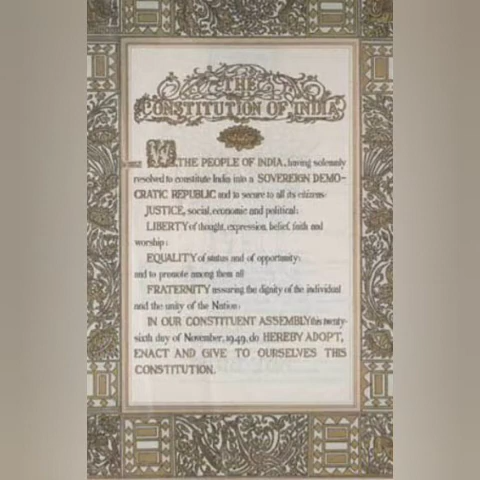 THE
CONSTITUTION OF INDIA
WE, THE PEOPLE OF INDIA, having solemnly
resolved to constitute India into a SOVEREIGN DEMO-
CRATIC REPUBLIC and to secure to all its citizens:
JUSTICE, social, economic and political;
LIBERTY of thought, expression, belief, faith and
worship;
EQUALITY of status and of opportunity;
and to promote among them all
FRATERNITY assuring the dignity of the individual
and the unity of the Nation;
IN OUR CONSTITUENT ASSEMBLY this twenty-
sixth day of November, 1949, do HEREBY ADOPT,
ENACT AND GIVE TO OURSELVES THIS
CONSTITUTION.